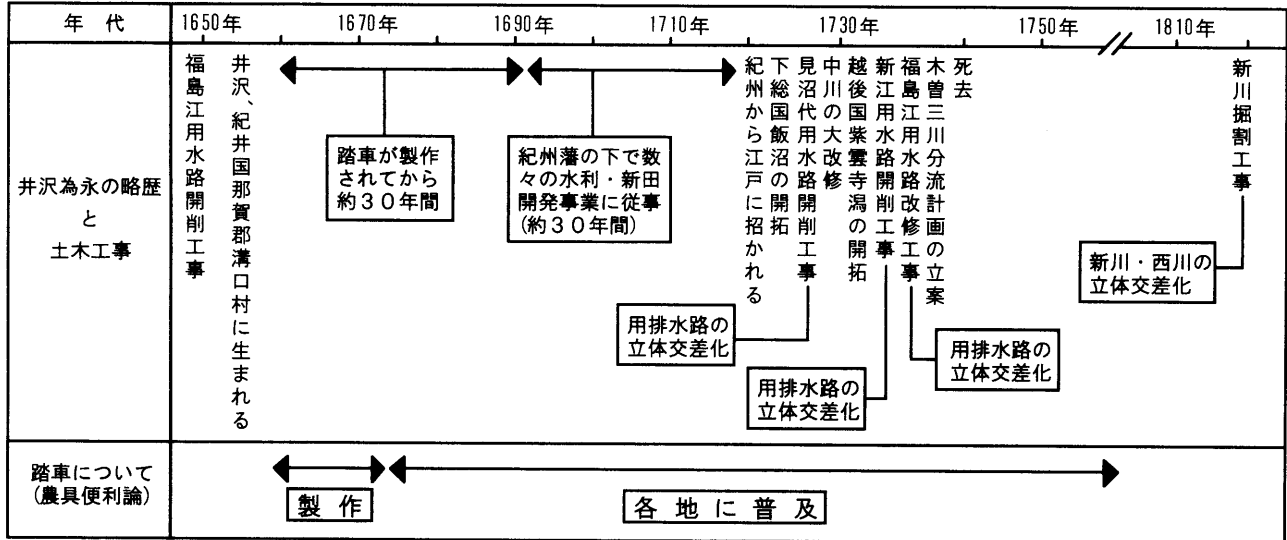 年 代
1650年
1670年
1690年
1710年
1730年
1750年
1810年
井沢為永の略歴
と
土木工事
福島江用水路開削工事
井沢、紀井国那賀郡溝口村に生まれる
踏車が製作
されてから
約30年間
紀州藩の下で数
々の水利・新田
開発事業に従事
(約30年間)
紀州から江戸に招かれる
下総国飯沼の開拓
見沼代用水路開削工事
中川の大改修
越後国紫雲寺潟の開拓
新江用水路開削工事
福島江用水路改修工事
木曽三川分流計画の立案
死去
新川掘割工事
用排水路の
立体交差化
用排水路の
立体交差化
用排水路の
立体交差化
新川・西川の
立体交差化
踏車について
(農具便利論)
製 作
各 地 に 普 及